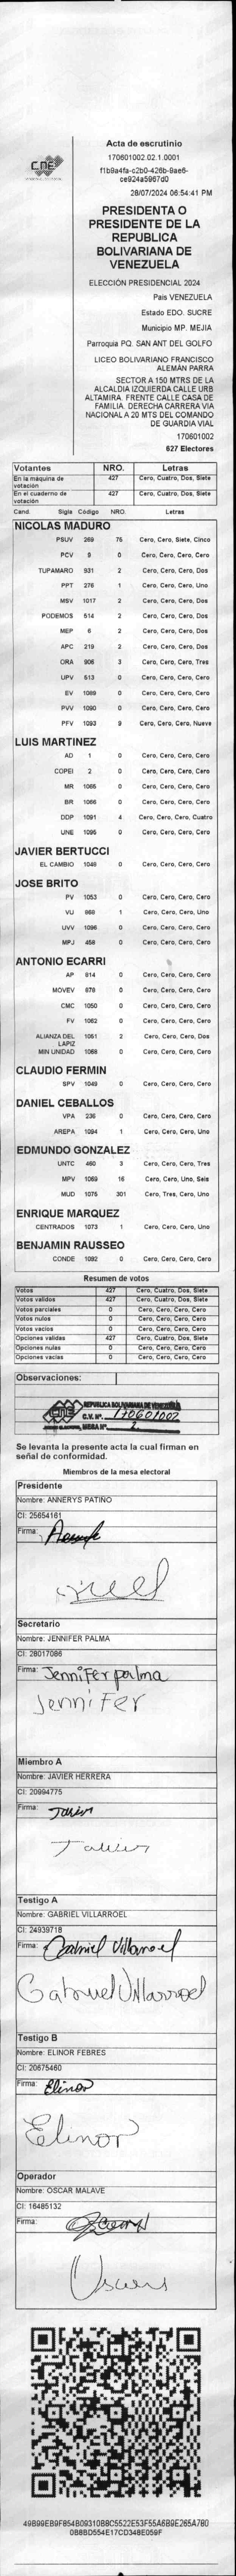 CNE
Acta de escrutinio
170601002.02.1.0001
f1b9a4fa-c2b0-426b-9ae6-
ce924a5967d0
28/07/2024 06:54:41 PM
PRESIDENTA O
PRESIDENTE DE LA
REPUBLICA
BOLIVARIANA DE
VENEZUELA
ELECCIÓN PRESIDENCIAL 2024
Pais VENEZUELA
Estado EDO. SUCRE
Municipio MP. MEJIA
Parroquia PQ. SAN ANT DEL GOLFO
LICEO BOLIVARIANO FRANCISCO
ALEMÁN PARRA
SECTOR A 150 MTRS DE LA
ALCALDIA IZQUIERDA CALLE URB
ALTAMIRA. FRENTE CALLE CASA DE
FAMILIA. DERECHA CARRERA VIA
NACIONAL A 20 MTS DEL COMANDO
DE GUARDIA VIAL
170601002
627 Electores
Votantes NRO. Letras
En la máquina de votación 427 Cero, Cuatro, Dos, Siete
En el cuaderno de votación 427 Cero, Cuatro, Dos, Siete
Cand. Sigla Código NRO. Letras
NICOLAS MADURO
PSUV 269 75 Cero, Cero, Siete, Cinco
PCV 9 0 Cero, Cero, Cero, Cero
TUPAMARO 931 2 Cero, Cero, Cero, Dos
PPT 276 1 Cero, Cero, Cero, Uno
MSV 1017 2 Cero, Cero, Cero, Dos
PODEMOS 514 2 Cero, Cero, Cero, Dos
MEP 6 2 Cero, Cero, Cero, Dos
APC 219 2 Cero, Cero, Cero, Dos
ORA 906 3 Cero, Cero, Cero, Tres
UPV 613 0 Cero, Cero, Cero, Cero
EV 1089 0 Cero, Cero, Cero, Cero
PVV 1090 0 Cero, Cero, Cero, Cero
PFV 1093 9 Cero, Cero, Cero, Nueve
LUIS MARTINEZ
AD 1 0 Cero, Cero, Cero, Cero
COPEI 2 0 Cero, Cero, Cero, Cero
MR 1065 0 Cero, Cero, Cero, Cero
BR 1066 0 Cero, Cero, Cero, Cero
DDP 1091 4 Cero, Cero, Cero, Cuatro
UNE 1095 0 Cero, Cero, Cero, Cero
JAVIER BERTUCCI
EL CAMBIO 1048 0 Cero, Cero, Cero, Cero
JOSE BRITO
PV 1053 0 Cero, Cero, Cero, Cero
VU 868 1 Cero, Cero, Cero, Uno
UVV 1096 0 Cero, Cero, Cero, Cero
MPJ 458 0 Cero, Cero, Cero, Cero
ANTONIO ECARRI
AP 814 0 Cero, Cero, Cero, Cero
MOVEV 878 0 Cero, Cero, Cero, Cero
CMC 1050 0 Cero, Cero, Cero, Cero
FV 1062 0 Cero, Cero, Cero, Cero
ALIANZA DEL LAPIZ 1051 2 Cero, Cero, Cero, Dos
MIN UNIDAD 1068 0 Cero, Cero, Cero, Cero
CLAUDIO FERMIN
SPV 1049 0 Cero, Cero, Cero, Cero
DANIEL CEBALLOS
VPA 236 0 Cero, Cero, Cero, Cero
AREPA 1094 1 Cero, Cero, Cero, Uno
EDMUNDO GONZALEZ
UNTC 460 3 Cero, Cero, Cero, Tres
MPV 1069 16 Cero, Cero, Uno, Seis
MUD 1075 301 Cero, Tres, Cero, Uno
ENRIQUE MARQUEZ
CENTRADOS 1073 1 Cero, Cero, Cero, Uno
BENJAMIN RAUSSEO
CONDE 1092 0 Cero, Cero, Cero, Cero
Resumen de votos
Votos 427 Cero, Cuatro, Dos, Siete
Votos validos 427 Cero, Cuatro, Dos, Siete
Votos parciales 0 Cero, Cero, Cero, Cero
Votos nulos 0 Cero, Cero, Cero, Cero
Votos vacios 0 Cero, Cero, Cero, Cero
Opciones validas 427 Cero, Cuatro, Dos, Siete
Opciones nulas 0 Cero, Cero, Cero, Cero
Opciones vacias 0 Cero, Cero, Cero, Cero
Observaciones:
CNE REPUBLICA BOLIVARIANA DE VENEZUELA
C.V. Nº. 170601002
MESA Nº 2
Se levanta la presente acta la cual firman en
señal de conformidad.
Miembros de la mesa electoral
Presidente
Nombre: ANNERYS PATIÑO
CI: 25654161
Firma:
Secretario
Nombre: JENNIFER PALMA
CI: 28017086
Firma: Jennifer palma
Jennifer
Miembro A
Nombre: JAVIER HERRERA
CI: 20994775
Firma: Javier
Javier
Testigo A
Nombre: GABRIEL VILLARROEL
CI: 24939718
Firma: Gabriel Villarroel
Gabriel Villarroel
Testigo B
Nombre: ELINOR FEBRES
CI: 20675460
Firma: Elinor
Elinor
Operador
Nombre: OSCAR MALAVE
CI: 16485132
Firma:
49B99EB9F854B09310B8C5522E53F55A6B9E265A7B0
0B8BD554E17CD348E059F